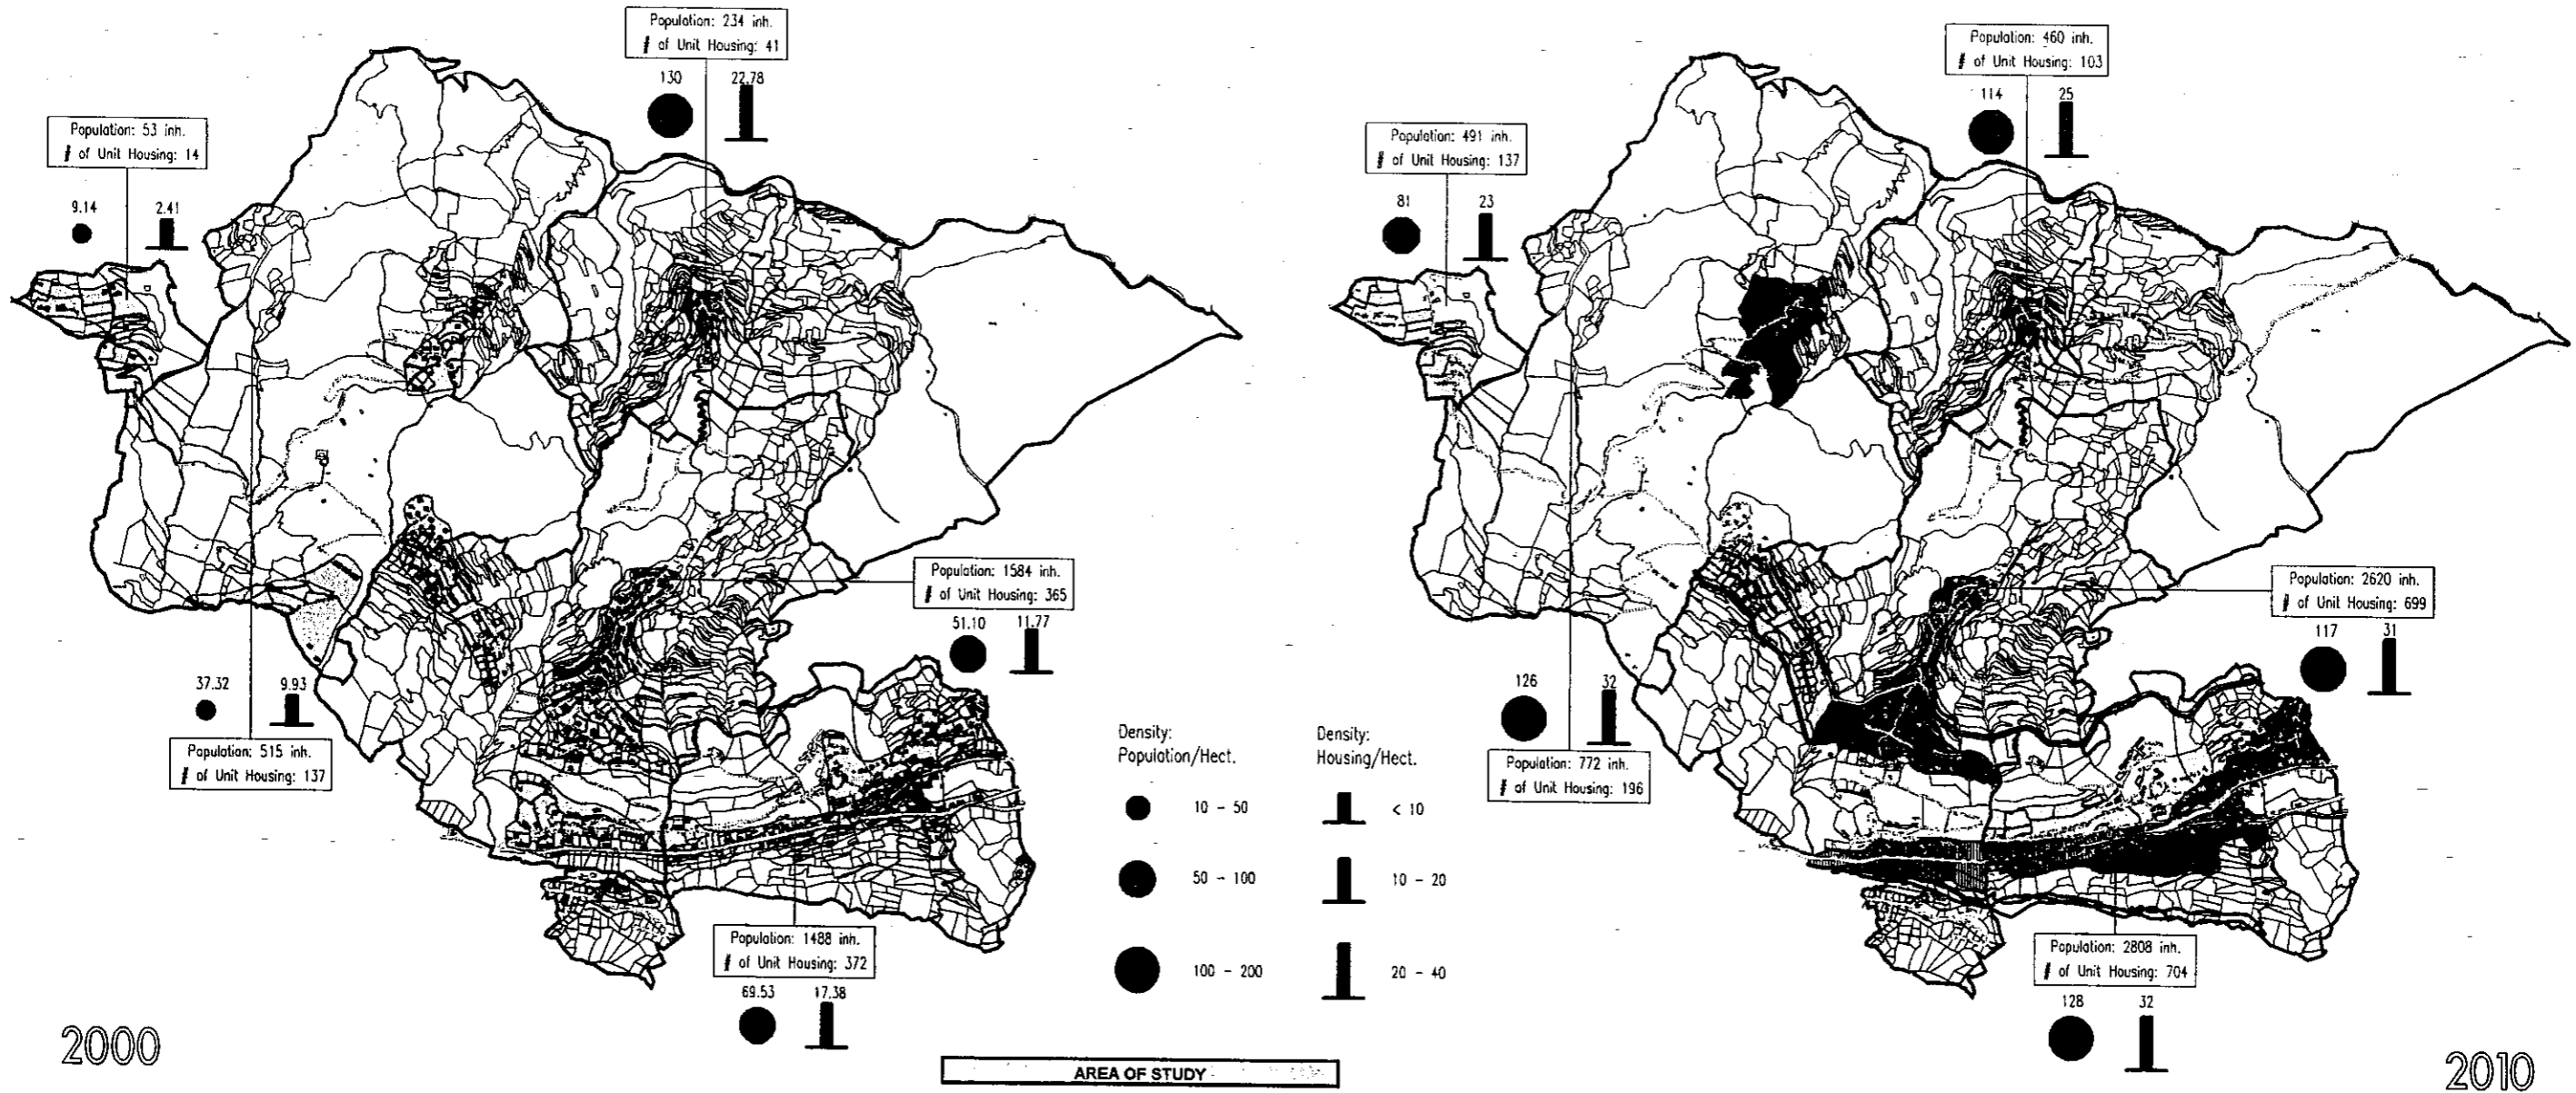 Population: 234 inh.
# of Unit Housing: 41
130
22.78
Population: 53 inh.
# of Unit Housing: 14
9.14
2.41
Population: 1584 inh.
# of Unit Housing: 365
51.10
11.77
37.32
9.93
Population: 515 inh.
# of Unit Housing: 137
Population: 1488 inh.
# of Unit Housing: 372
69.53
17.38
2000
Density:
Population/Hect.
10 - 50
50 - 100
100 - 200
Density:
Housing/Hect.
< 10
10 - 20
20 - 40
AREA OF STUDY
Population: 460 inh.
# of Unit Housing: 103
114
25
Population: 491 inh.
# of Unit Housing: 137
81
23
Population: 2620 inh.
# of Unit Housing: 699
117
31
126
32
Population: 772 inh.
# of Unit Housing: 196
Population: 2808 inh.
# of Unit Housing: 704
128
32
2010